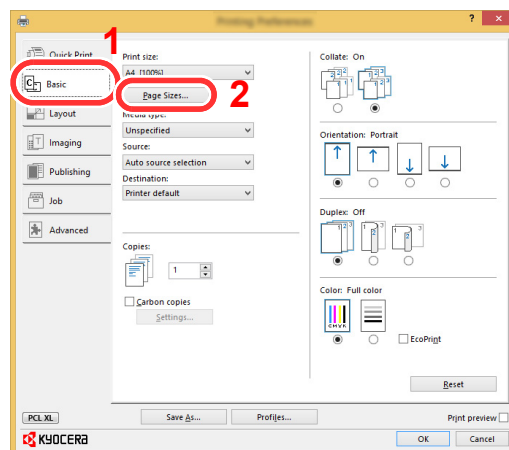 Printing Preferences
?
1
Quick Print
Basic
Layout
Imaging
Publishing
Job
Advanced
Print size:
A4 [100%]
Page Sizes...
2
Media type:
Unspecified
Source:
Auto source selection
Destination:
Printer default
Copies:
1
Carbon copies
Settings...
Collate: On
Orientation: Portrait
Duplex: Off
Color: Full color
CMYK
EcoPrint
Reset
PCL XL
Save As...
Profiles...
Print preview
KYOCERA
OK
Cancel